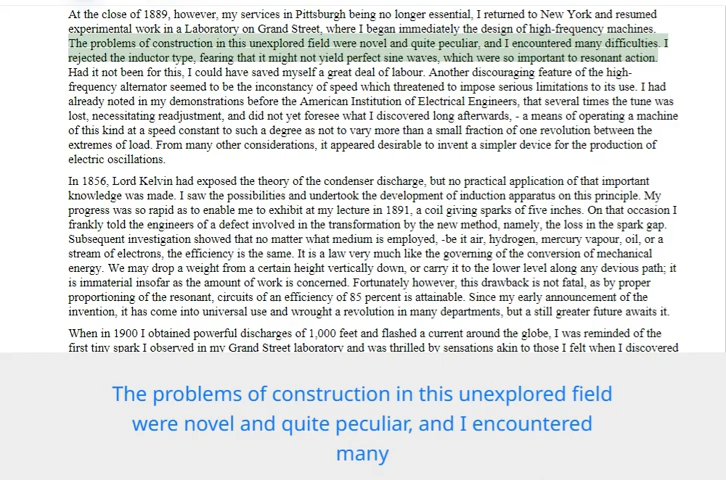 At the close of 1889, however, my services in Pittsburgh being no longer essential, I returned to New York and resumed
experimental work in a Laboratory on Grand Street, where I began immediately the design of high-frequency machines.
The problems of construction in this unexplored field were novel and quite peculiar, and I encountered many difficulties. I
rejected the inductor type, fearing that it might not yield perfect sine waves, which were so important to resonant action.
Had it not been for this, I could have saved myself a great deal of labour. Another discouraging feature of the high-
frequency alternator seemed to be the inconstancy of speed which threatened to impose serious limitations to its use. I had
already noted in my demonstrations before the American Institution of Electrical Engineers, that several times the tune was
lost, necessitating readjustment, and did not yet foresee what I discovered long afterwards, - a means of operating a machine
of this kind at a speed constant to such a degree as not to vary more than a small fraction of one revolution between the
extremes of load. From many other considerations, it appeared desirable to invent a simpler device for the production of
electric oscillations.
In 1856, Lord Kelvin had exposed the theory of the condenser discharge, but no practical application of that important
knowledge was made. I saw the possibilities and undertook the development of induction apparatus on this principle. My
progress was so rapid as to enable me to exhibit at my lecture in 1891, a coil giving sparks of five inches. On that occasion I
frankly told the engineers of a defect involved in the transformation by the new method, namely, the loss in the spark gap.
Subsequent investigation showed that no matter what medium is employed, -be it air, hydrogen, mercury vapour, oil, or a
stream of electrons, the efficiency is the same. It is a law very much like the governing of the conversion of mechanical
energy. We may drop a weight from a certain height vertically down, or carry it to the lower level along any devious path; it
is immaterial insofar as the amount of work is concerned. Fortunately however, this drawback is not fatal, as by proper
proportioning of the resonant, circuits of an efficiency of 85 percent is attainable. Since my early announcement of the
invention, it has come into universal use and wrought a revolution in many departments, but a still greater future awaits it.
When in 1900 I obtained powerful discharges of 1,000 feet and flashed a current around the globe, I was reminded of the
first tiny spark I observed in my Grand Street laboratory and was thrilled by sensations akin to those I felt when I discovered
The problems of construction in this unexplored field
were novel and quite peculiar, and I encountered
many